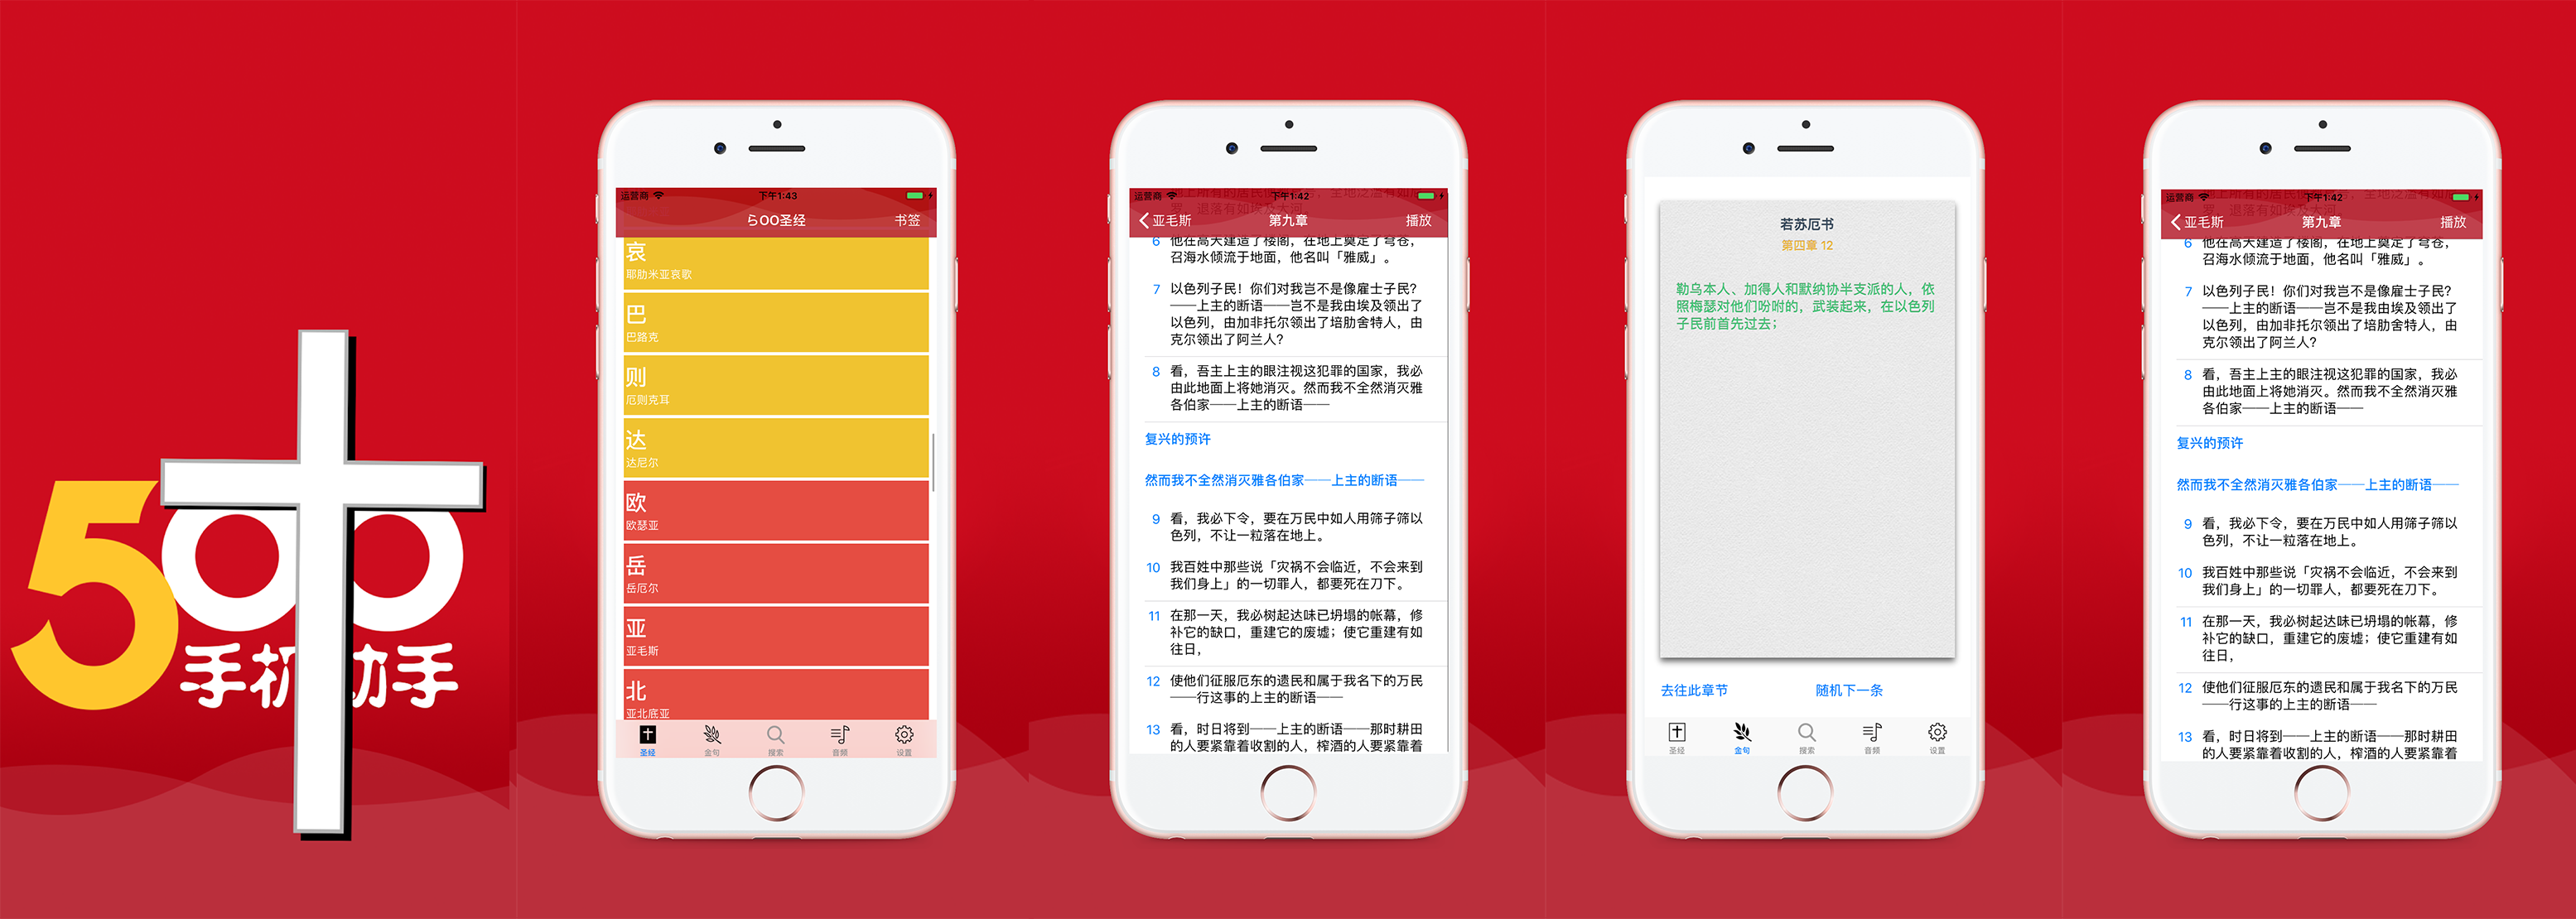 500
手机助手
运营商
下午1:43
らOO圣经
书签
哀
耶肋米亚哀歌
巴
巴路克
则
厄则克耳
达
达尼尔
欧
欧瑟亚
岳
岳厄尔
亚
亚毛斯
北
亚北底亚
圣经
金句
搜索
音频
设置
运营商
下午1:42
亚毛斯
第九章
播放
6 他在高天建造了楼阁，在地上奠定了穹苍，
召海水倾流于地面，他名叫「雅威」。
7 以色列子民！你们对我岂不是像雇士子民？
——上主的断语——岂不是我由埃及领出了
以色列，由加非托尔领出了培肋舍特人，由
克尔领出了阿兰人？
8 看，吾主上主的眼注视这犯罪的国家，我必
由此地面上将她消灭。然而我不全然消灭雅
各伯家——上主的断语——
复兴的预许
然而我不全然消灭雅各伯家——上主的断语——
9 看，我必下令，要在万民中如人用筛子筛以
色列，不让一粒落在地上。
10 我百姓中那些说「灾祸不会临近，不会来到
我们身上」的一切罪人，都要死在刀下。
11 在那一天，我必树起达味已坍塌的帐幕，修
补它的缺口，重建它的废墟；使它重建有如
往日，
12 使他们征服厄东的遗民和属于我名下的万民
——行这事的上主的断语——
13 看，时日将到——上主的断语——那时耕田
的人要紧靠着收割的人，榨酒的人要紧靠着
若苏厄书
第四章 12
勒乌本人、加得人和默纳协半支派的人，依
照梅瑟对他们吩咐的，武装起来，在以色列
子民前首先过去；
去往此章节
随机下一条
圣经
金句
搜索
音频
设置
运营商
下午1:42
亚毛斯
第九章
播放
6 他在高天建造了楼阁，在地上奠定了穹苍，
召海水倾流于地面，他名叫「雅威」。
7 以色列子民！你们对我岂不是像雇士子民？
——上主的断语——岂不是我由埃及领出了
以色列，由加非托尔领出了培肋舍特人，由
克尔领出了阿兰人？
8 看，吾主上主的眼注视这犯罪的国家，我必
由此地面上将她消灭。然而我不全然消灭雅
各伯家——上主的断语——
复兴的预许
然而我不全然消灭雅各伯家——上主的断语——
9 看，我必下令，要在万民中如人用筛子筛以
色列，不让一粒落在地上。
10 我百姓中那些说「灾祸不会临近，不会来到
我们身上」的一切罪人，都要死在刀下。
11 在那一天，我必树起达味已坍塌的帐幕，修
补它的缺口，重建它的废墟；使它重建有如
往日，
12 使他们征服厄东的遗民和属于我名下的万民
——行这事的上主的断语——
13 看，时日将到——上主的断语——那时耕田
的人要紧靠着收割的人，榨酒的人要紧靠着